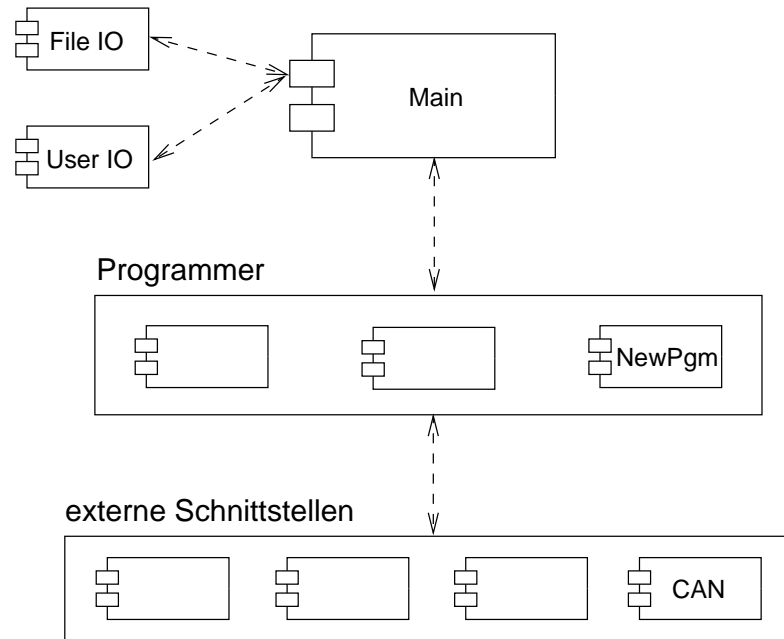 File IO
Main
User IO
Programmer
NewPgm
externe Schnittstellen
CAN